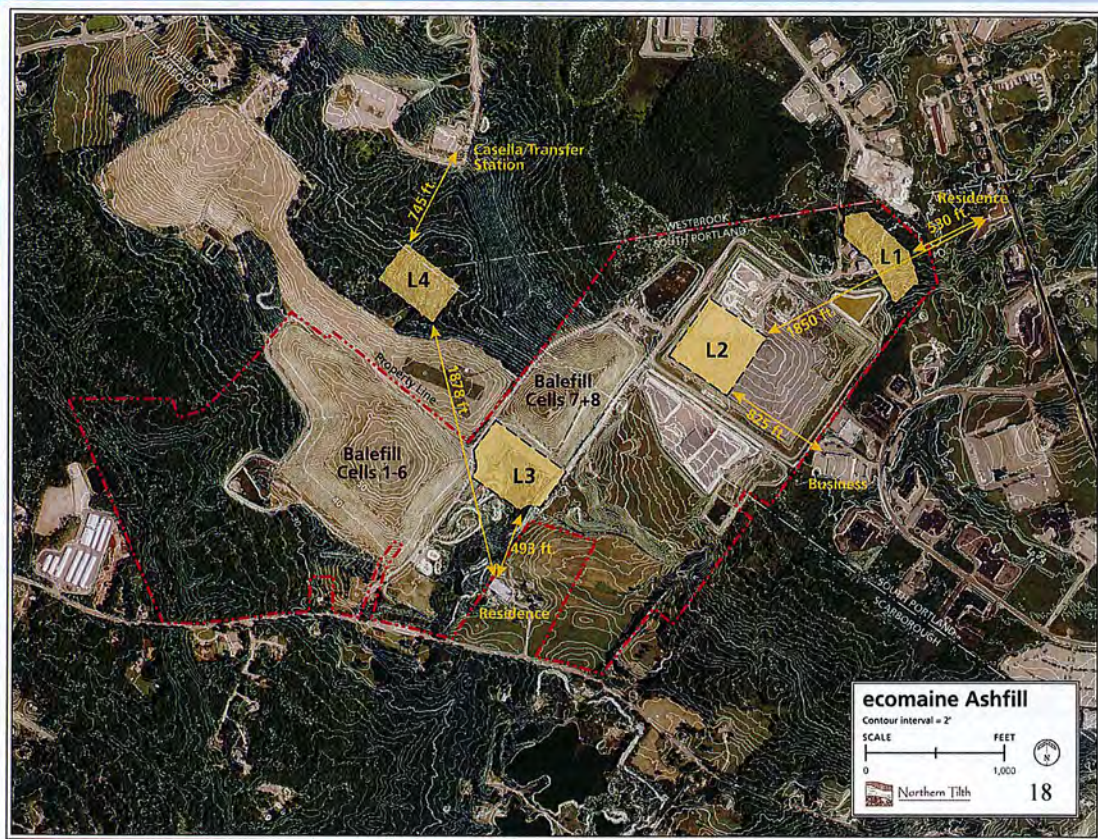 WESTBROOK
Casella/Transfer
Station
745 ft.
WESTBROOK
SOUTH PORTLAND
Residence
530 ft.
L1
L4
1850 ft.
L2
Property Line
1878 ft.
Balefill
Cells 7+8
825 ft.
Balefill
Cells 1-6
L3
Business
493 ft.
Residence
SOUTH PORTLAND
SCARBOROUGH
ecomaine Ashfill
Contour interval = 2'
SCALE
FEET
0
1,000
N
Northern Tilth
18